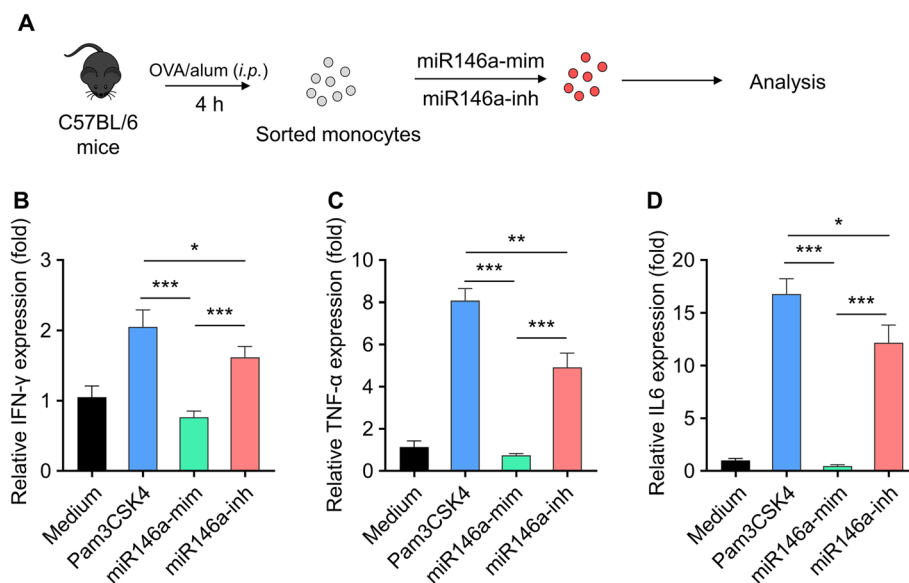 A
OVA/alum (i.p.)
4 h
C57BL/6
mice
Sorted monocytes
miR146a-mim
miR146a-inh
Analysis
B
Relative IFN-γ expression (fold)
3
2
1
0
*
***
***
Medium
Pam3CSK4
miR146a-mim
miR146a-inh
C
Relative TNF-α expression (fold)
10
8
6
4
2
0
**
***
***
Medium
Pam3CSK4
miR146a-mim
miR146a-inh
D
Relative IL6 expression (fold)
20
15
10
5
0
*
***
***
Medium
Pam3CSK4
miR146a-mim
miR146a-inh